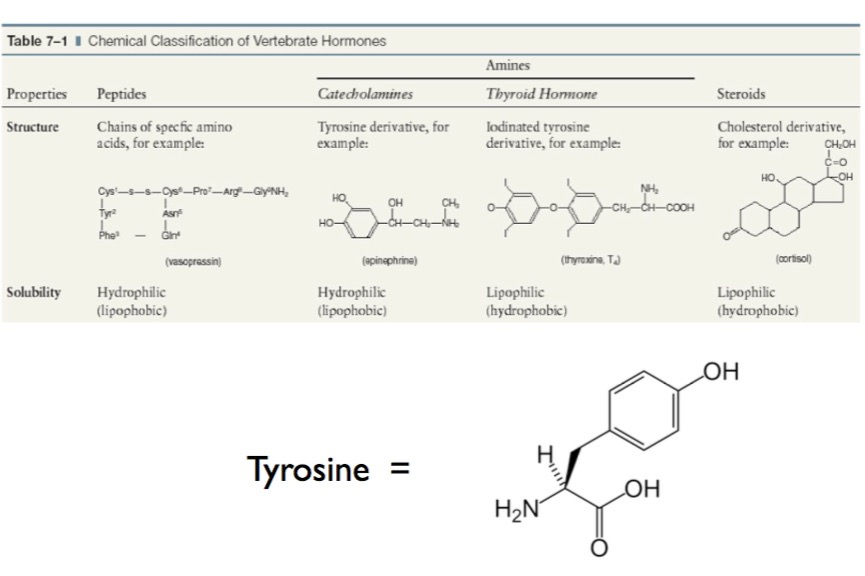 Table 7–1 Chemical Classification of Vertebrate Hormones
Amines
Properties Peptides Catecholamines Thyroid Hormone Steroids
Structure Chains of specfic amino Tyrosine derivative, for Iodinated tyrosine Cholesterol derivative,
acids, for example: example: derivative, for example: for example:
CH₂OH
C=O
HO OH
Cys¹—s—s—Cys⁶—Pro⁷—Arg⁸—Gly⁹NH₂
Tyr² Asn⁵
Phe³ — Gln⁴
HO OH CH₃
HO CH—CH₂—NH₂
I I NH₂
O O CH₂—CH—COOH
I I
O
(vasopressin) (epinephrine) (thyroxine, T₄) (cortisol)
Solubility Hydrophilic Hydrophilic Lipophilic Lipophilic
(lipophobic) (lipophobic) (hydrophobic) (hydrophobic)
OH
Tyrosine =
H
OH
H₂N
O